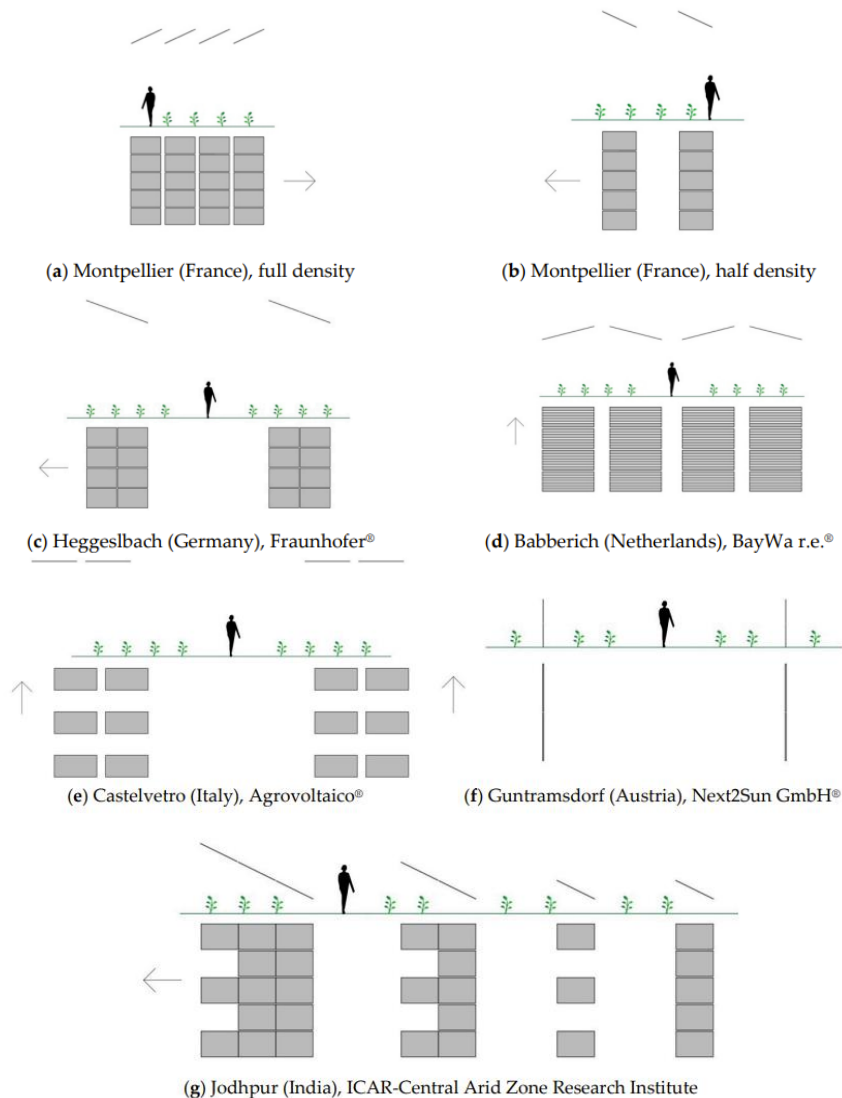 (a) Montpellier (France), full density
(b) Montpellier (France), half density
(c) Heggeslbach (Germany), Fraunhofer®
(d) Babberich (Netherlands), BayWa r.e.®
(e) Castelvetro (Italy), Agrovoltaico®
(f) Guntramsdorf (Austria), Next2Sun GmbH®
(g) Jodhpur (India), ICAR-Central Arid Zone Research Institute